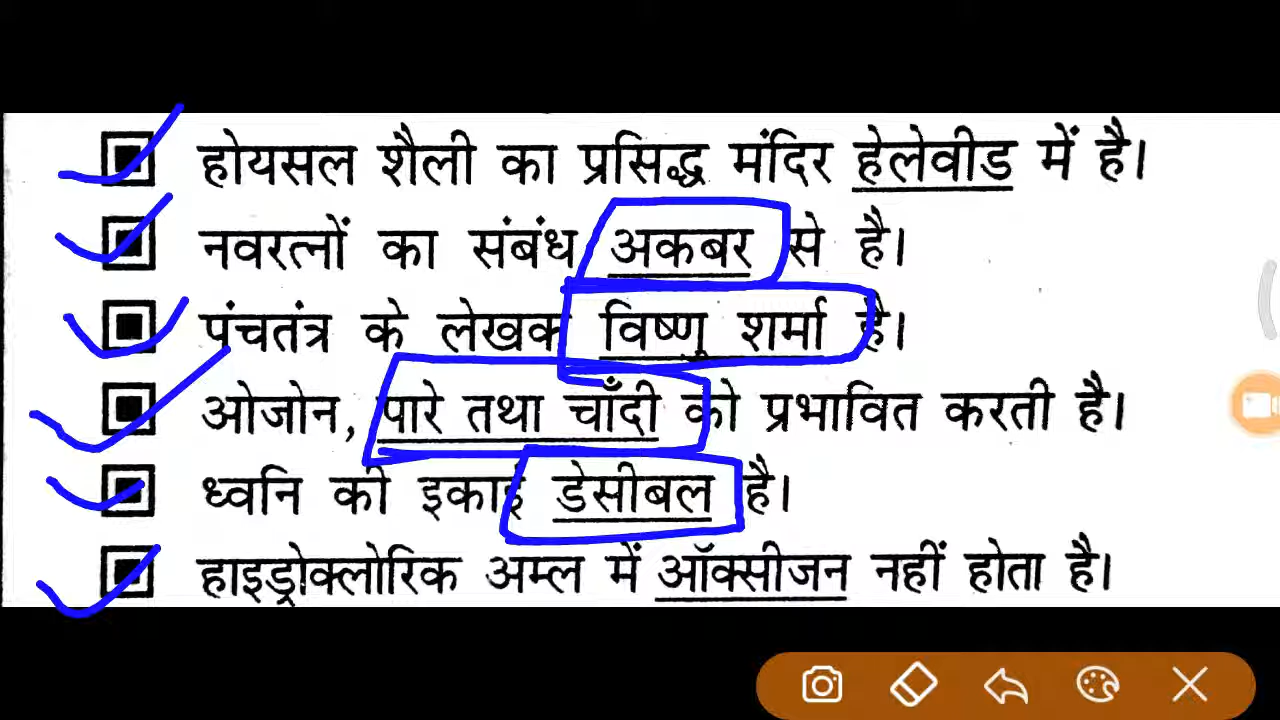 होयसल शैली का प्रसिद्ध मंदिर हेलेवीड में है।
नवरत्नों का संबंध अकबर से है।
पंचतंत्र के लेखक विष्णु शर्मा है।
ओजोन, पारे तथा चाँदी को प्रभावित करती है।
ध्वनि की इकाई डेसीबल है।
हाइड्रोक्लोरिक अम्ल में ऑक्सीजन नहीं होता है।